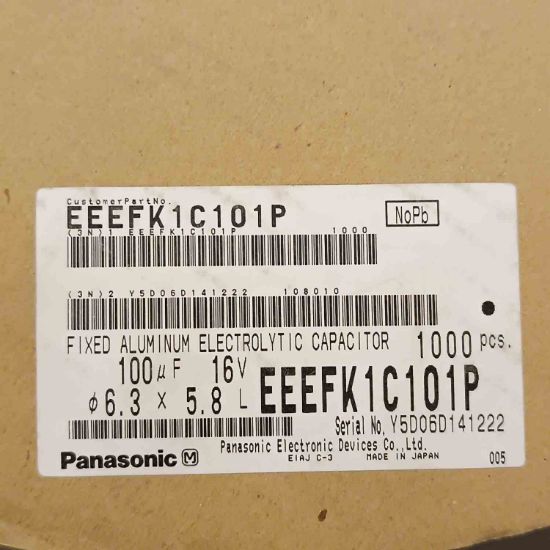 CustomerPartNo.
EEEFK1C101P
NoPb
(3N)1 EEEFK1C101P 1000
(3N)2 Y5D06D141222 108010
FIXED ALUMINUM ELECTROLYTIC CAPACITOR 1000 pcs.
100μF 16V
φ6.3 × 5.8 L EEEFK1C101P
Serial No. Y5D06D141222
Panasonic Electronic Devices Co.,Ltd.
Panasonic M EIAJ C-3 MADE IN JAPAN 005